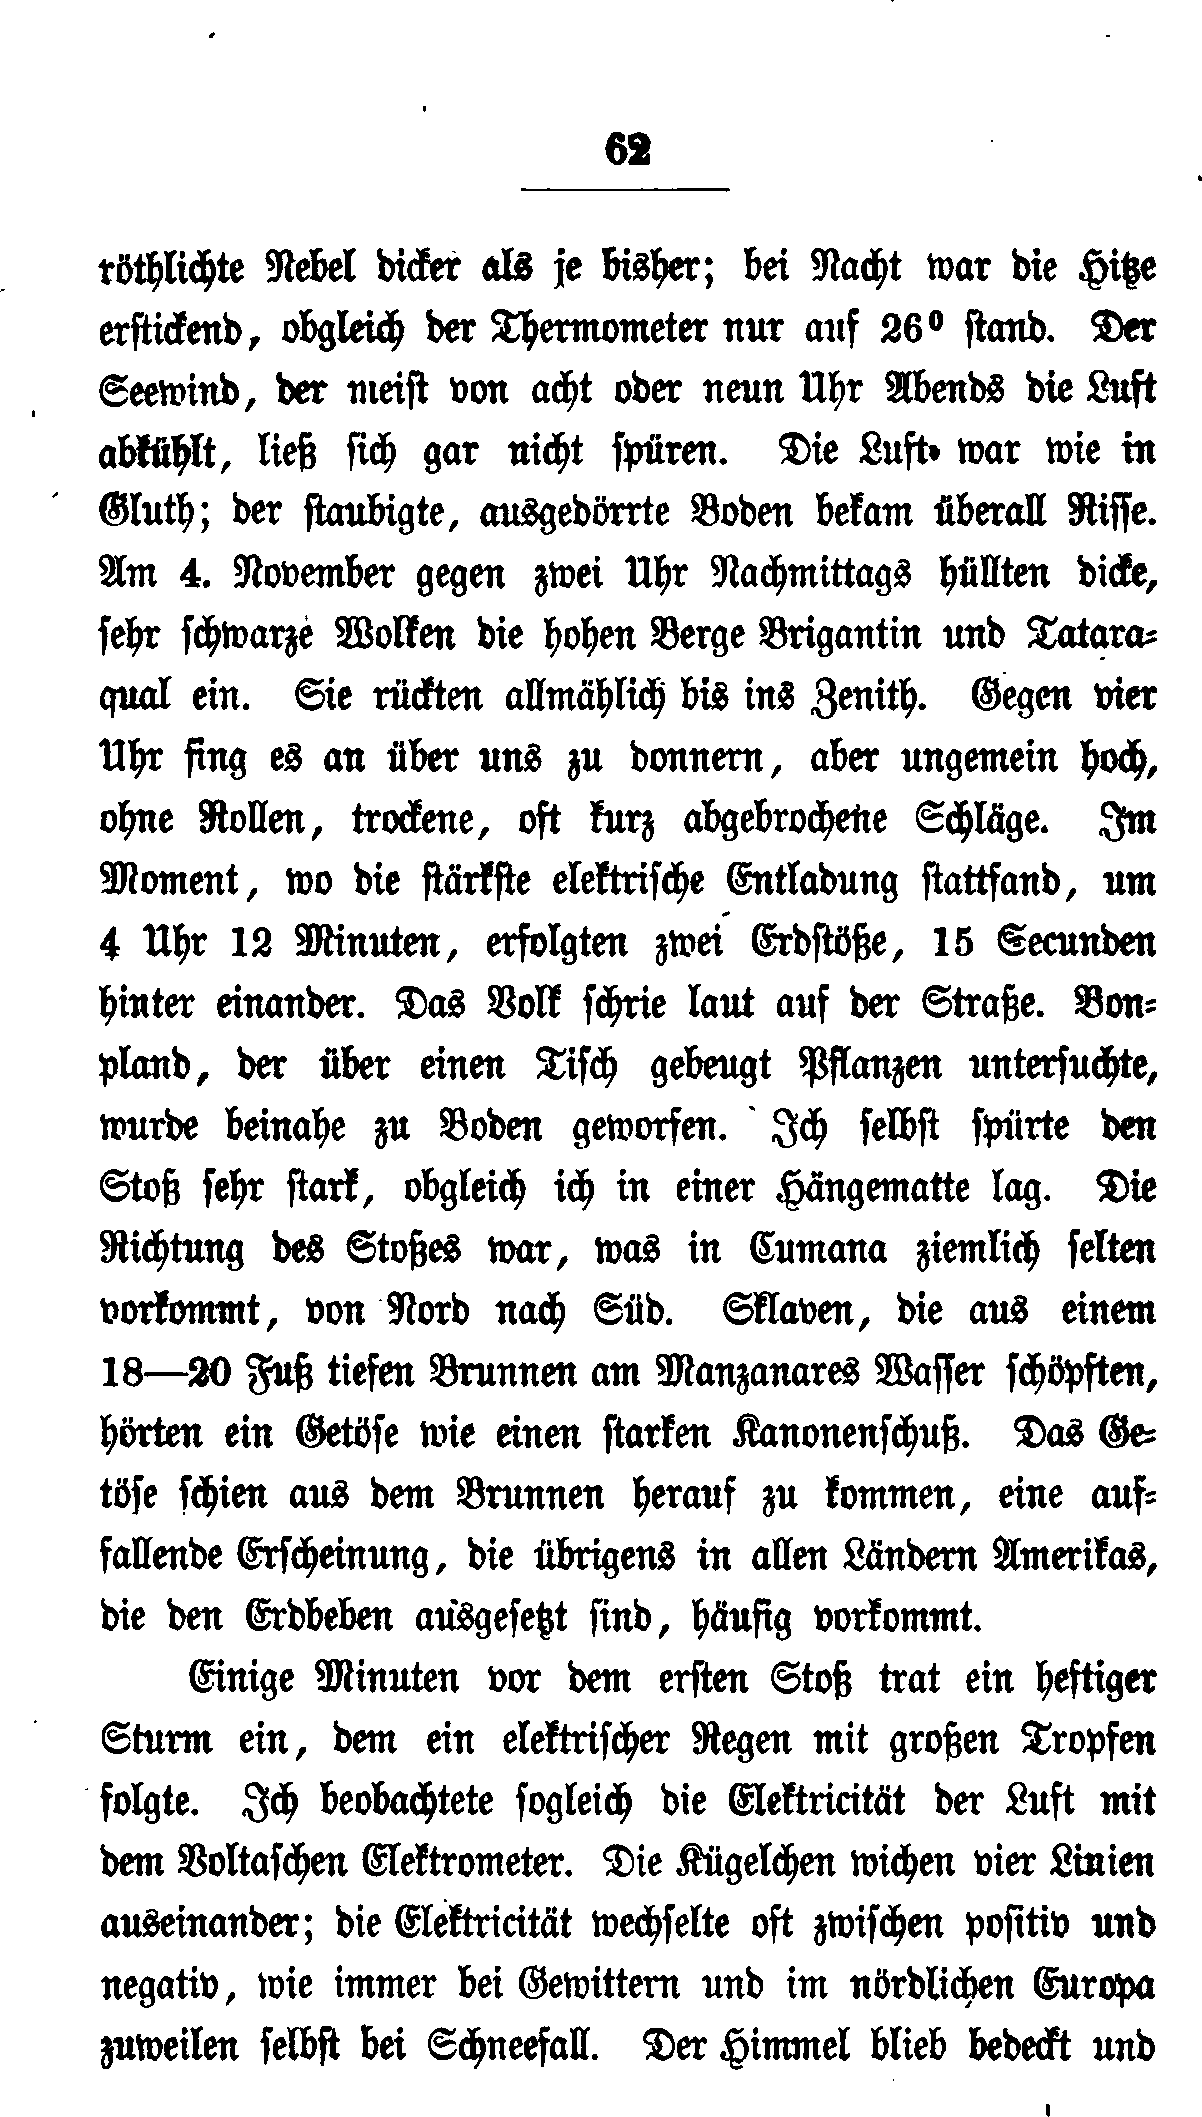 62
röthlichte Nebel dicker als je bisher; bei Nacht war die Hitze
erstickend, obgleich der Thermometer nur auf 26° stand. Der
Seewind, der meist von acht oder neun Uhr Abends die Luft
abkühlt, ließ sich gar nicht spüren. Die Luft war wie in
Gluth; der staubigte, ausgedörrte Boden bekam überall Risse.
Am 4. November gegen zwei Uhr Nachmittags hüllten dicke,
sehr schwarze Wolken die hohen Berge Brigantin und Tatara-
qual ein. Sie rückten allmählich bis ins Zenith. Gegen vier
Uhr fing es an über uns zu donnern, aber ungemein hoch,
ohne Rollen, trockene, oft kurz abgebrochene Schläge. Im
Moment, wo die stärkste elektrische Entladung stattfand, um
4 Uhr 12 Minuten, erfolgten zwei Erdstöße, 15 Secunden
hinter einander. Das Volk schrie laut auf der Straße. Bon-
pland, der über einen Tisch gebeugt Pflanzen untersuchte,
wurde beinahe zu Boden geworfen. Ich selbst spürte den
Stoß sehr stark, obgleich ich in einer Hängematte lag. Die
Richtung des Stoßes war, was in Cumana ziemlich selten
vorkommt, von Nord nach Süd. Sklaven, die aus einem
18—20 Fuß tiefen Brunnen am Manzanares Wasser schöpften,
hörten ein Getöse wie einen starken Kanonenschuß. Das Ge-
töse schien aus dem Brunnen herauf zu kommen, eine auf-
fallende Erscheinung, die übrigens in allen Ländern Amerikas,
die den Erdbeben ausgesetzt sind, häufig vorkommt.
Einige Minuten vor dem ersten Stoß trat ein heftiger
Sturm ein, dem ein elektrischer Regen mit großen Tropfen
folgte. Ich beobachtete sogleich die Elektricität der Luft mit
dem Voltaschen Elektrometer. Die Kügelchen wichen vier Linien
auseinander; die Elektricität wechselte oft zwischen positiv und
negativ, wie immer bei Gewittern und im nördlichen Europa
zuweilen selbst bei Schneefall. Der Himmel blieb bedeckt und